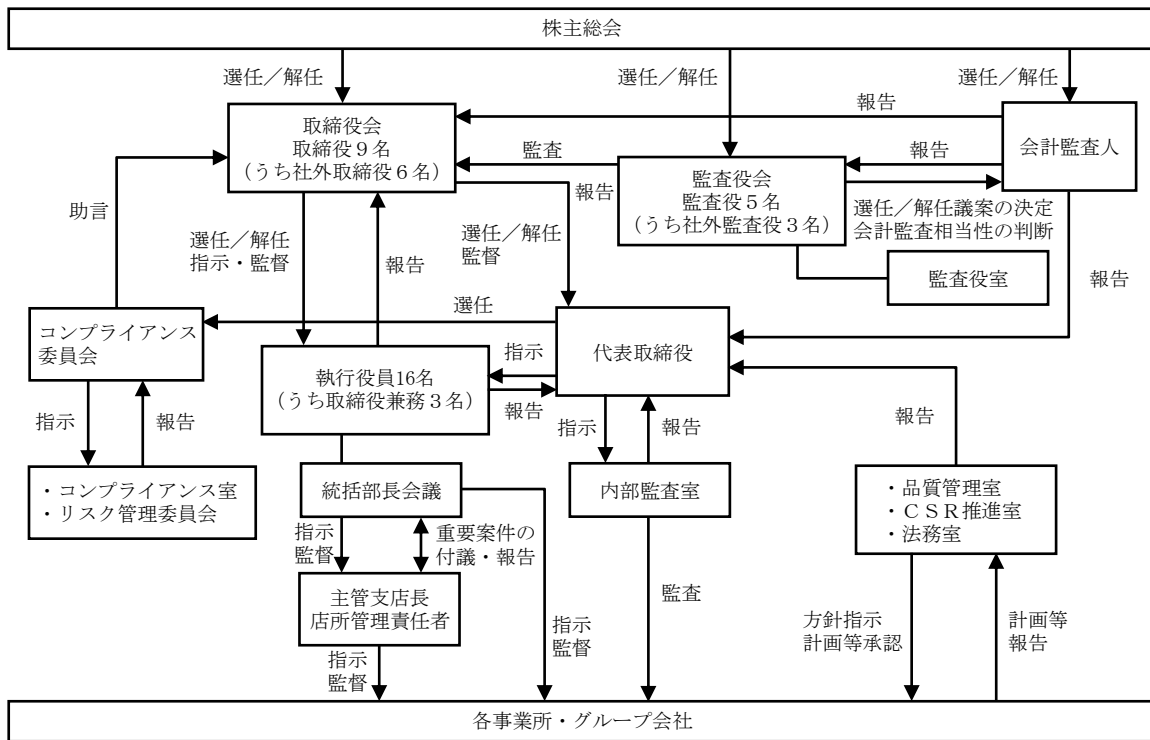 株主総会
選任／解任
選任／解任
選任／解任
取締役会
取締役９名
（うち社外取締役６名）
報告
会計監査人
監査
報告
監査役会
監査役５名
（うち社外監査役３名）
報告
選任／解任議案の決定
会計監査相当性の判断
助言
選任／解任
指示・監督
報告
選任／解任
監督
監査役室
報告
コンプライアンス
委員会
選任
代表取締役
執行役員16名
（うち取締役兼務３名）
指示
報告
指示
報告
指示
報告
報告
・コンプライアンス室
・リスク管理委員会
統括部長会議
内部監査室
・品質管理室
・ＣＳＲ推進室
・法務室
指示
監督
重要案件の
付議・報告
主管支店長
店所管理責任者
監査
指示
監督
指示
監督
方針指示
計画等承認
計画等
報告
各事業所・グループ会社